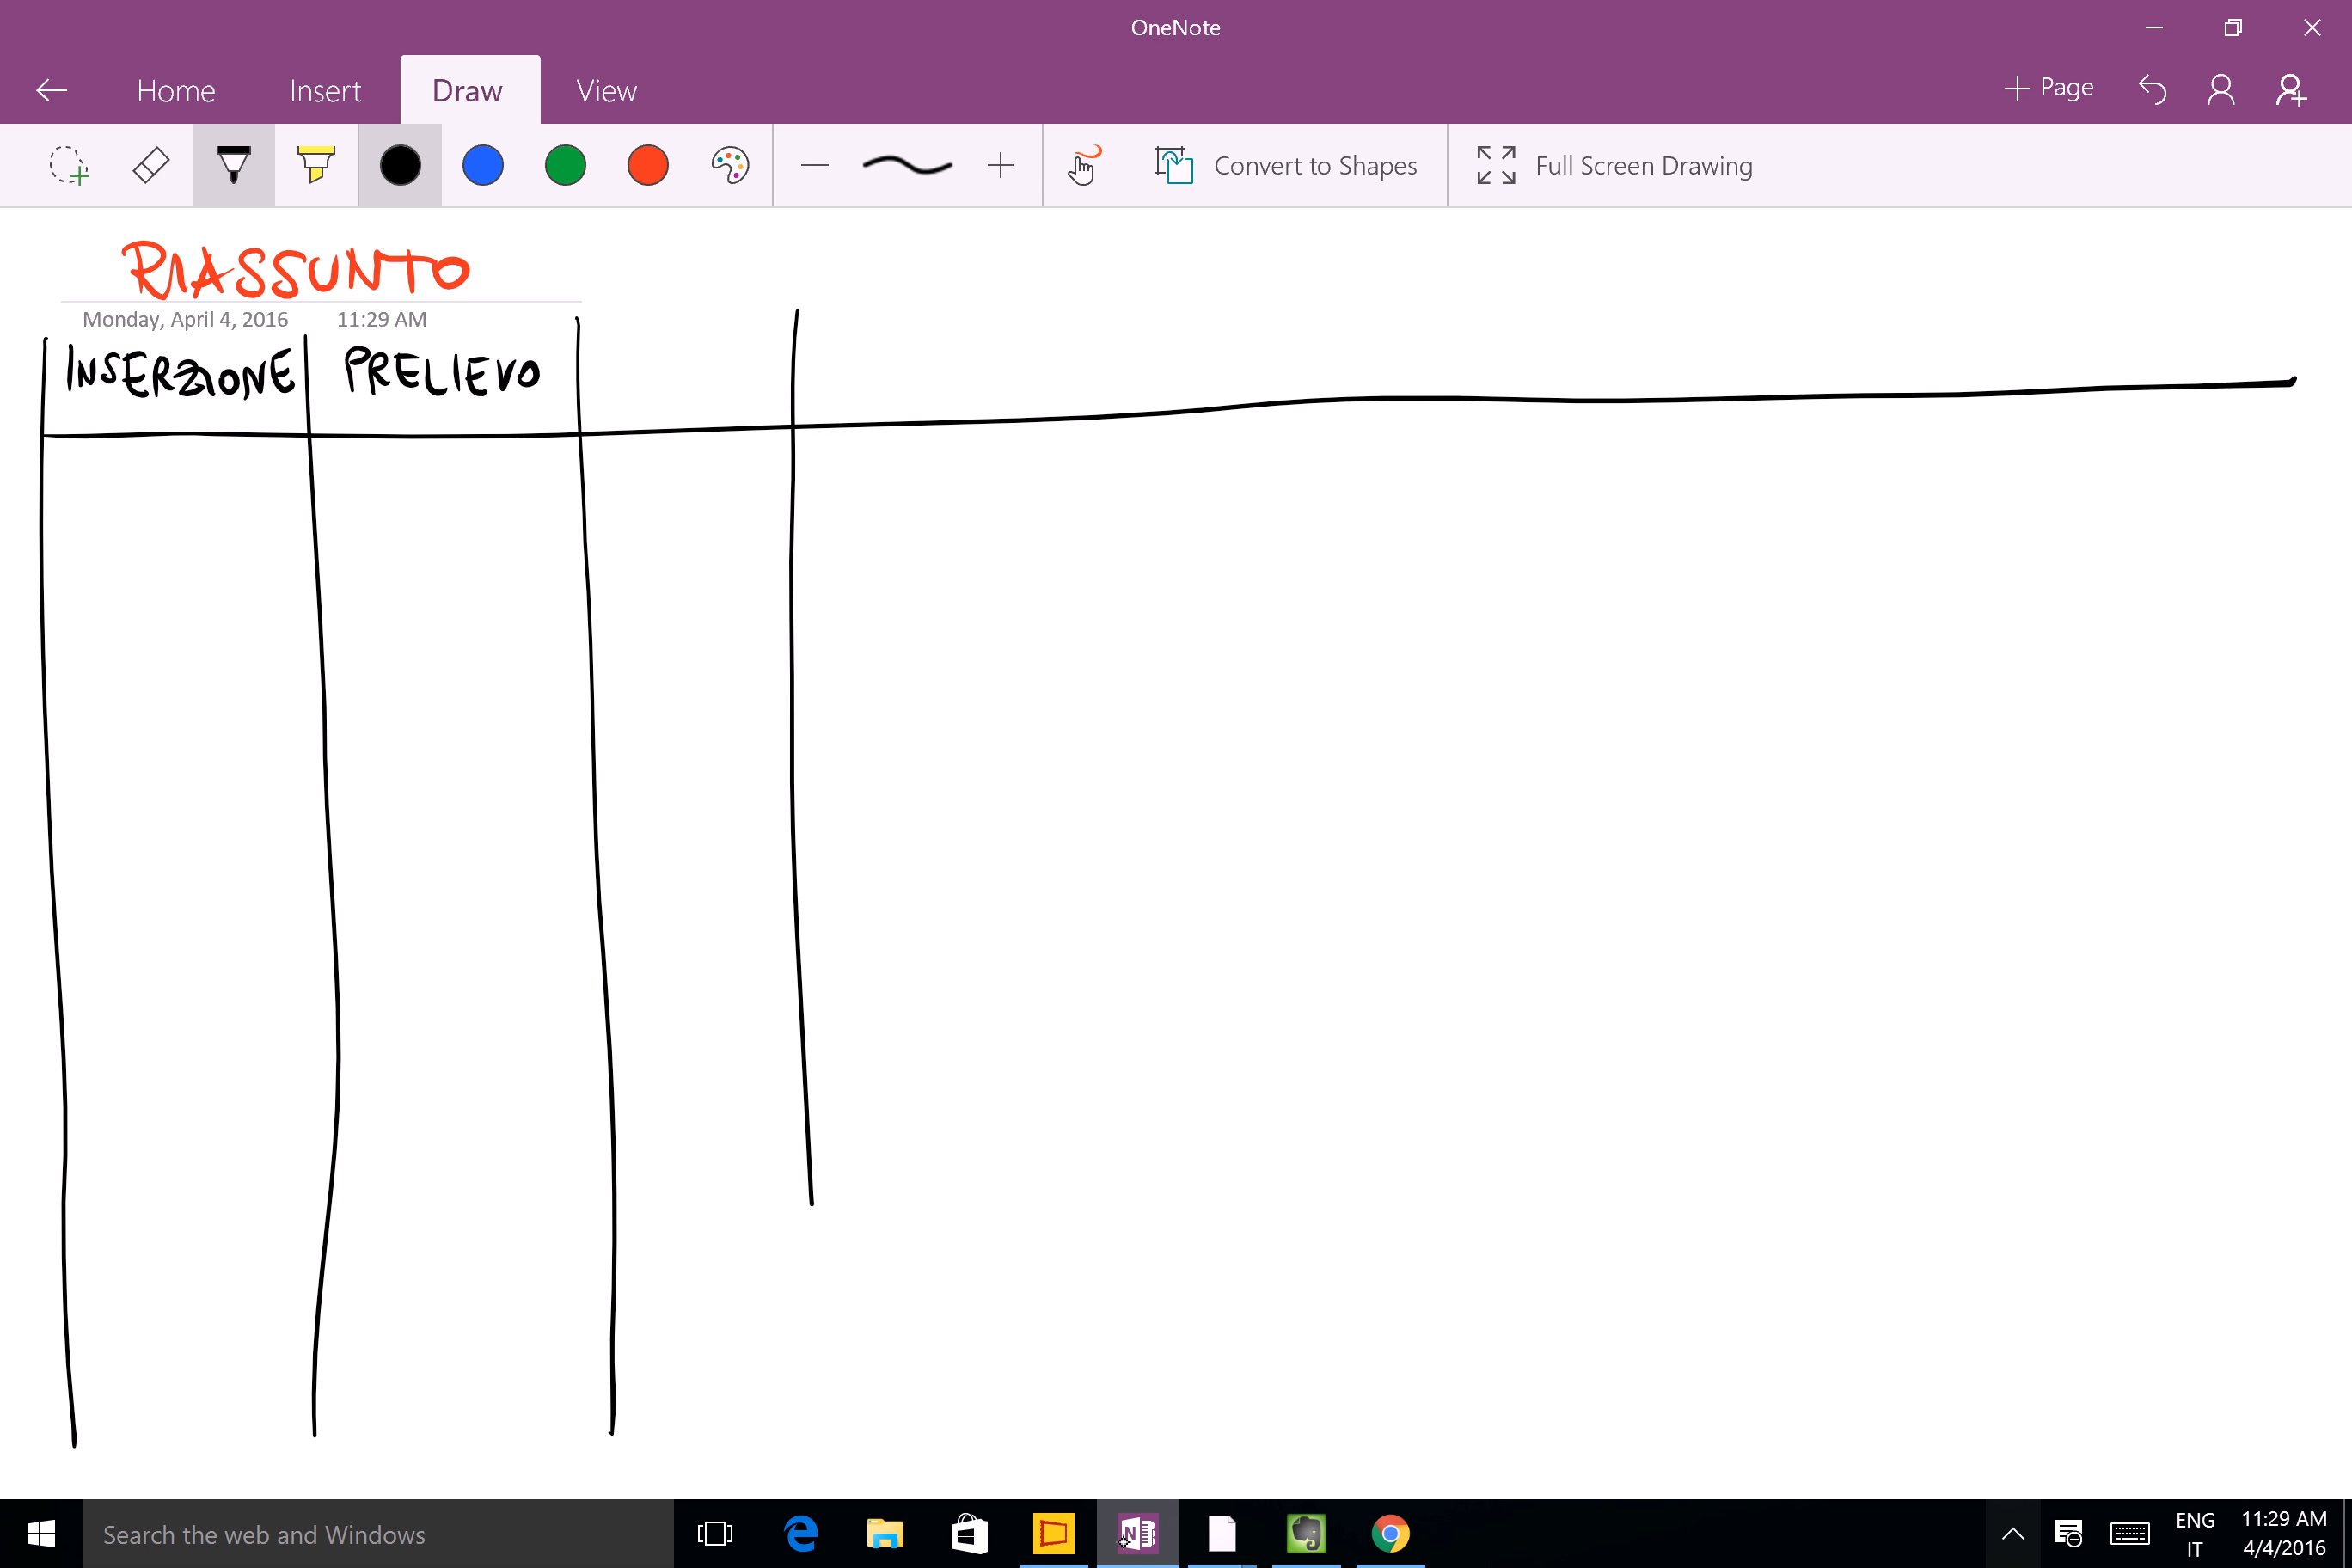 OneNote
Home Insert Draw View + Page
Convert to Shapes Full Screen Drawing
RIASSUNTO
Monday, April 4, 2016 11:29 AM
INSERZIONE PRELIEVO
Search the web and Windows
ENG 11:29 AM
IT 4/4/2016